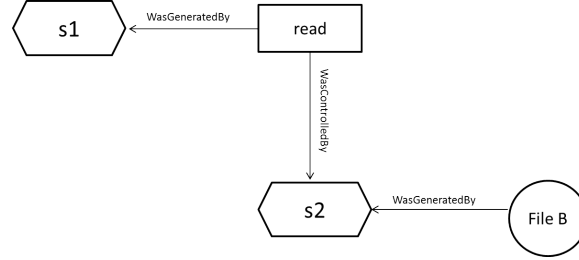 WasGeneratedBy
s1
read
WasControlledBy
WasGeneratedBy
s2
File B